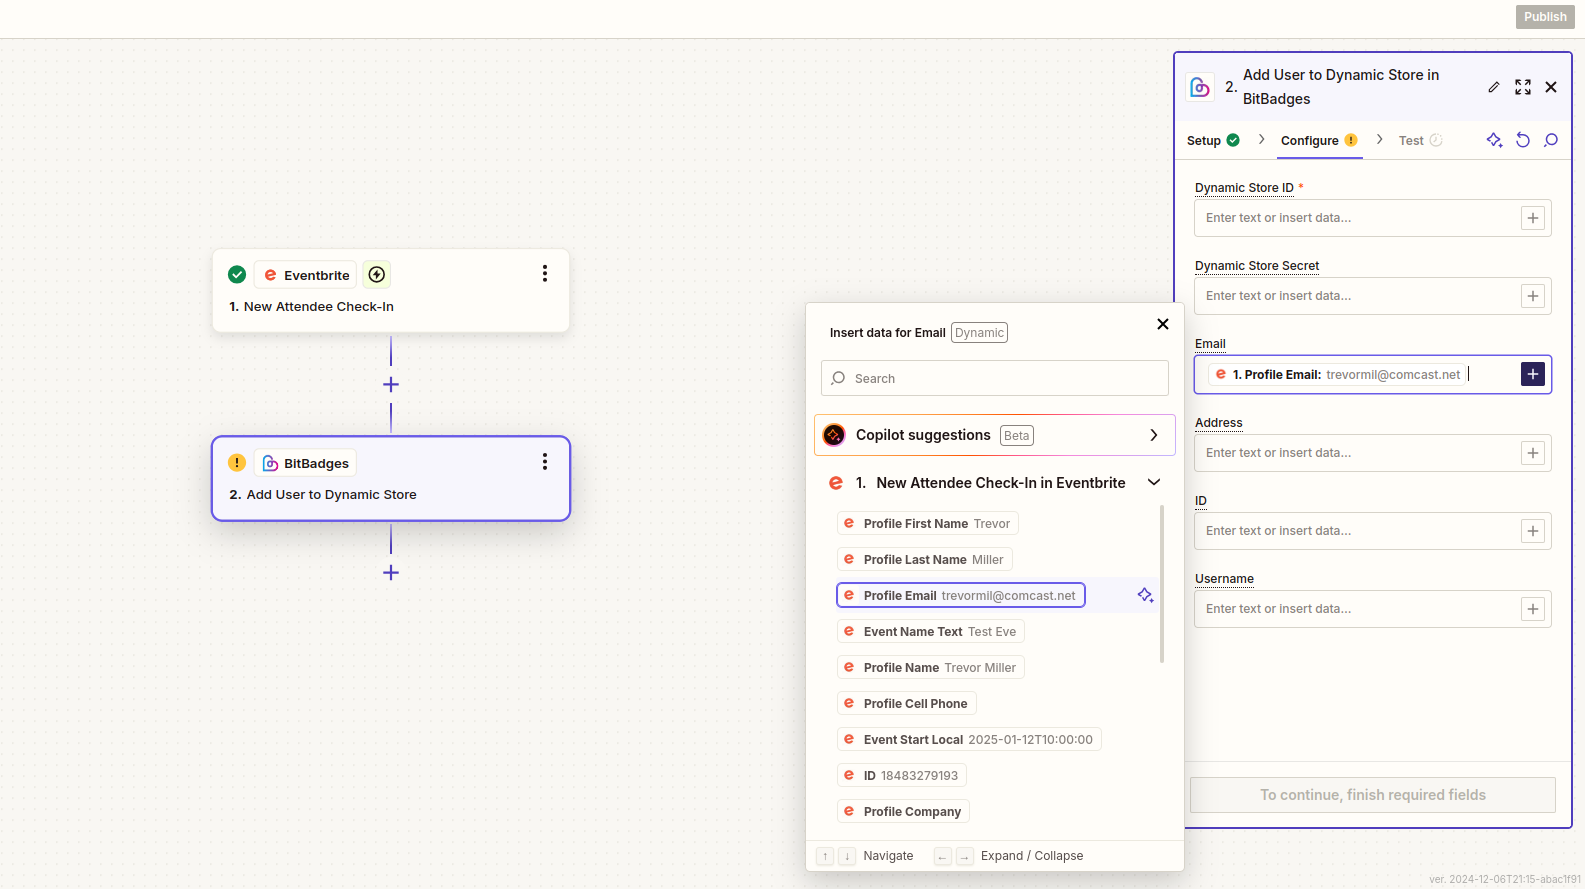 Publish
Eventbrite
1. New Attendee Check-In
BitBadges
2. Add User to Dynamic Store
Insert data for Email Dynamic
Search
Copilot suggestions Beta
1. New Attendee Check-In in Eventbrite
Profile First Name Trevor
Profile Last Name Miller
Profile Email trevormil@comcast.net
Event Name Text Test Eve
Profile Name Trevor Miller
Profile Cell Phone
Event Start Local 2025-01-12T10:00:00
ID 18483279193
Profile Company
↑ ↓ Navigate ← → Expand / Collapse
2. Add User to Dynamic Store in
BitBadges
Setup Configure Test
Dynamic Store ID *
Enter text or insert data...
Dynamic Store Secret
Enter text or insert data...
Email
1. Profile Email: trevormil@comcast.net
Address
Enter text or insert data...
ID
Enter text or insert data...
Username
Enter text or insert data...
To continue, finish required fields
ver. 2024-12-06T21:15-abac1f91